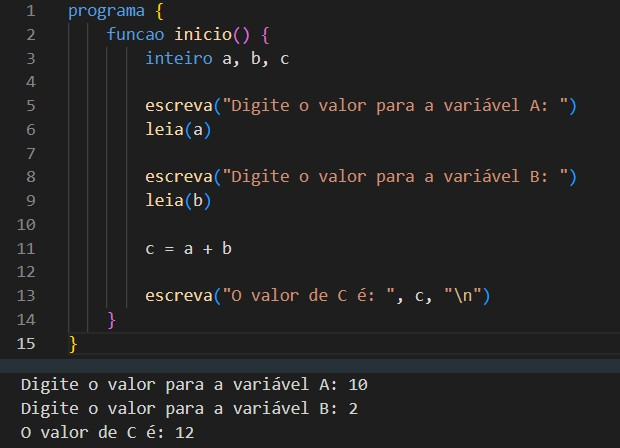 1 programa {
2 funcao inicio() {
3 inteiro a, b, c
4
5 escreva("Digite o valor para a variável A: ")
6 leia(a)
7
8 escreva("Digite o valor para a variável B: ")
9 leia(b)
10
11 c = a + b
12
13 escreva("O valor de C é: ", c, "\n")
14 }
15 }
Digite o valor para a variável A: 10
Digite o valor para a variável B: 2
O valor de C é: 12